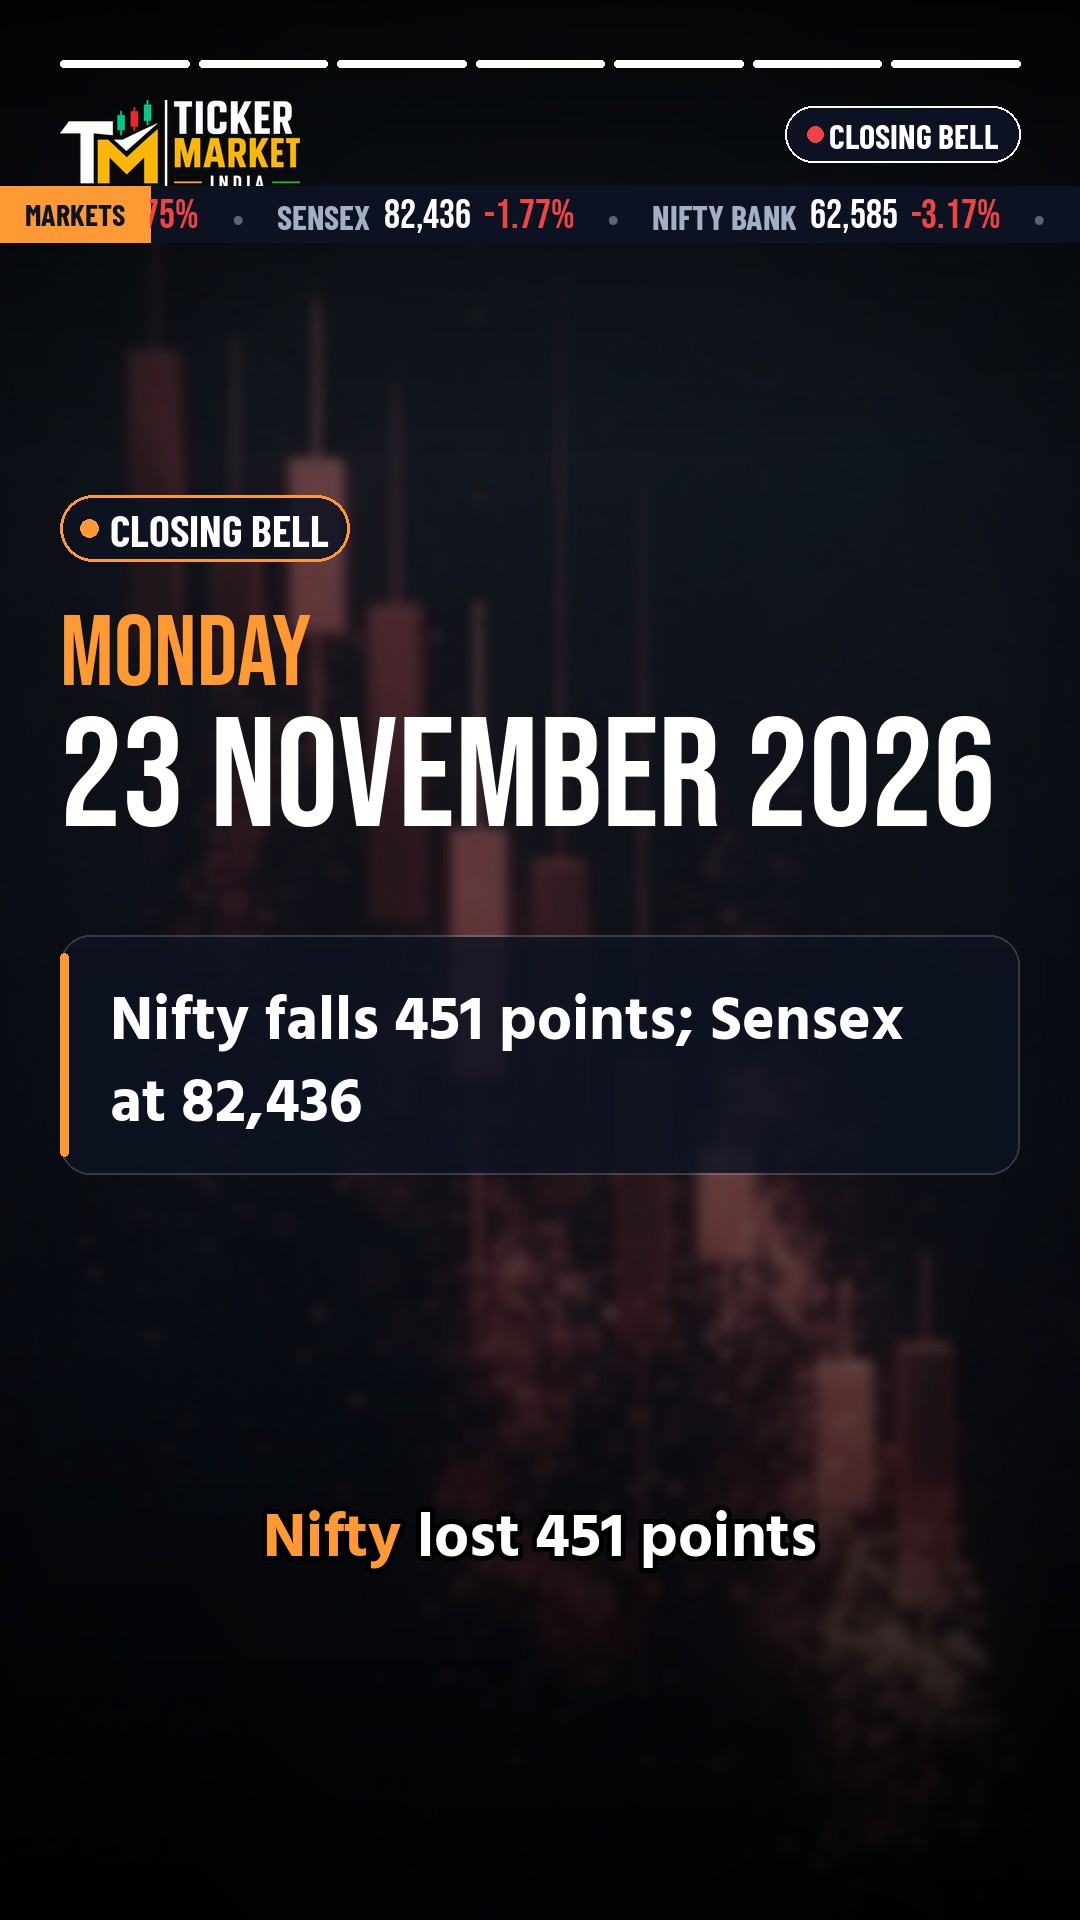 TICKER
MARKET
INDIA
CLOSING BELL
MARKETS 75% • SENSEX 82,436 -1.77% • NIFTY BANK 62,585 -3.17% •
CLOSING BELL
MONDAY
23 NOVEMBER 2026
Nifty falls 451 points; Sensex
at 82,436
Nifty lost 451 points